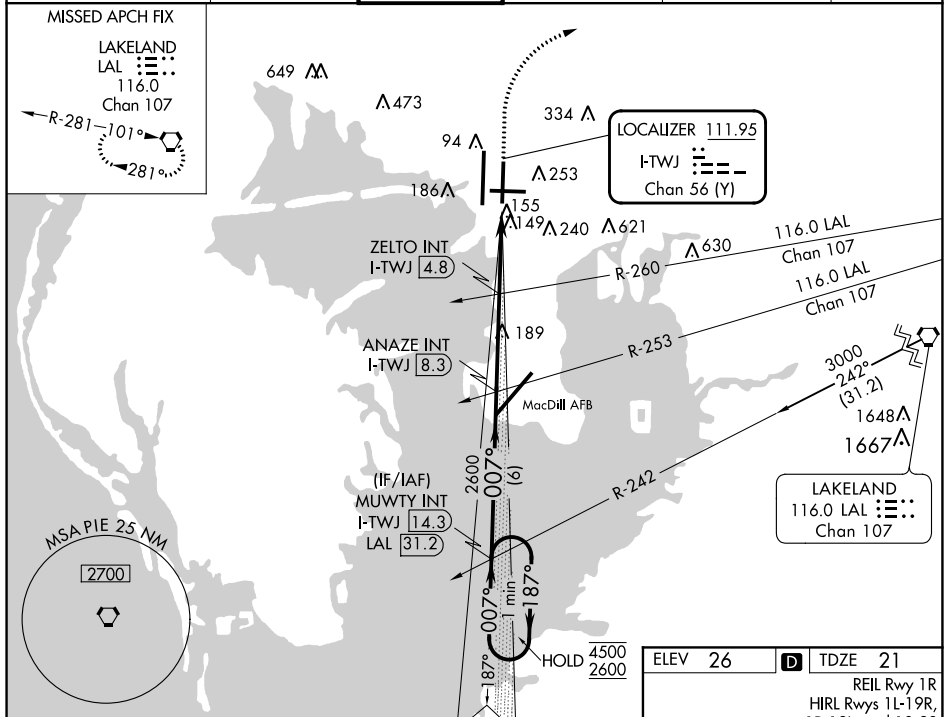 MISSED APCH FIX
LAKELAND
LAL
116.0
Chan 107
R-281
101°
281°
649
473
334
94
LOCALIZER 111.95
I-TWJ
Chan 56 (Y)
186
253
155
149
240
621
630
116.0 LAL
Chan 107
R-260
ZELTO INT
I-TWJ 4.8
116.0 LAL
Chan 107
R-253
189
ANAZE INT
I-TWJ 8.3
MacDill AFB
3000
242°
(31.2)
1648
1667
2600
007°
(6)
R-242
(IF/IAF)
MUWTY INT
I-TWJ 14.3
LAL 31.2
LAKELAND
116.0 LAL
Chan 107
MSA PIE 25 NM
2700
007°
1 min
187°
187°
HOLD 4500
2600
ELEV 26 D TDZE 21
REIL Rwy 1R
HIRL Rwys 1L-19R,